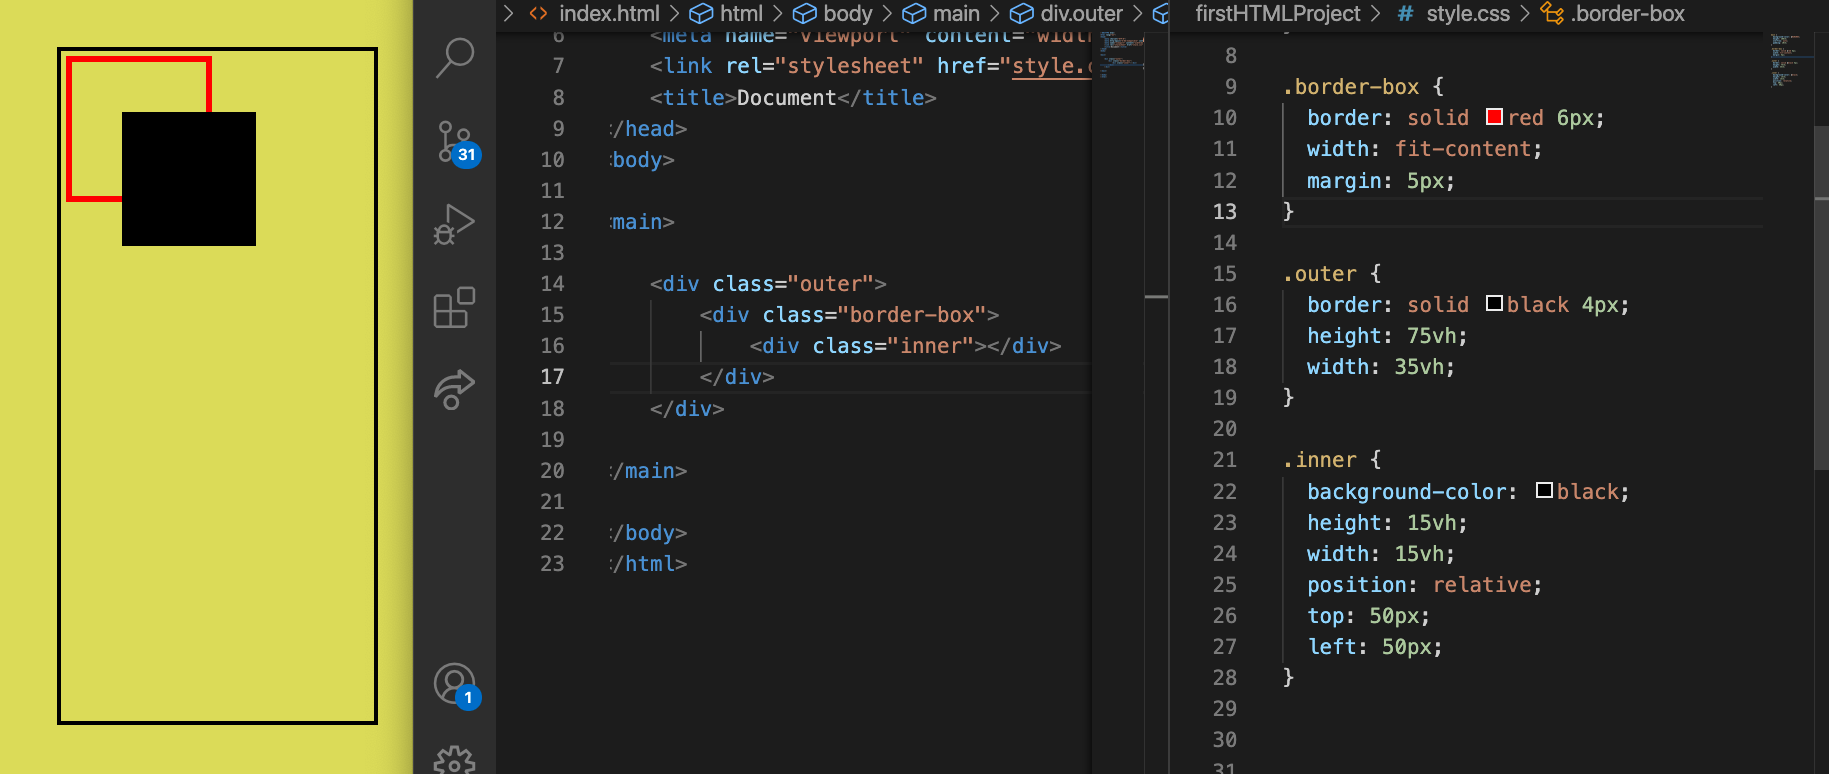 31
1
index.html html body main div.outer
6 <meta name="viewport" content="widt
7 <link rel="stylesheet" href="style.
8 <title>Document</title>
9 /head>
10 body>
11
12 main>
13
14 <div class="outer">
15 <div class="border-box">
16 <div class="inner"></div>
17 </div>
18 </div>
19
20 /main>
21
22 /body>
23 /html>
firstHTMLProject > # style.css > .border-box
8
9 .border-box {
10 border: solid red 6px;
11 width: fit-content;
12 margin: 5px;
13 }
14
15 .outer {
16 border: solid black 4px;
17 height: 75vh;
18 width: 35vh;
19 }
20
21 .inner {
22 background-color: black;
23 height: 15vh;
24 width: 15vh;
25 position: relative;
26 top: 50px;
27 left: 50px;
28 }
29
30
31